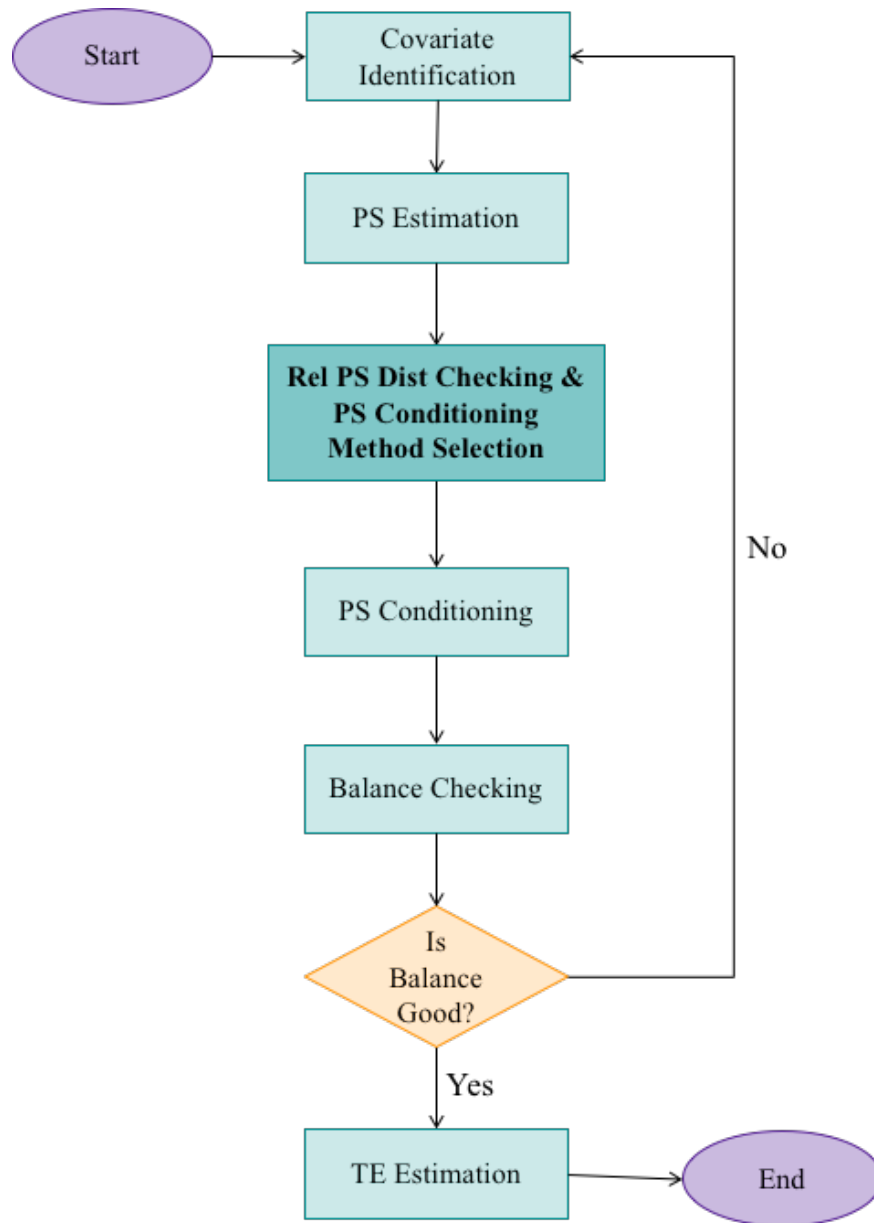 Start
Covariate
Identification
PS Estimation
Rel PS Dist Checking &
PS Conditioning
Method Selection
No
PS Conditioning
Balance Checking
Is
Balance
Good?
Yes
TE Estimation
End